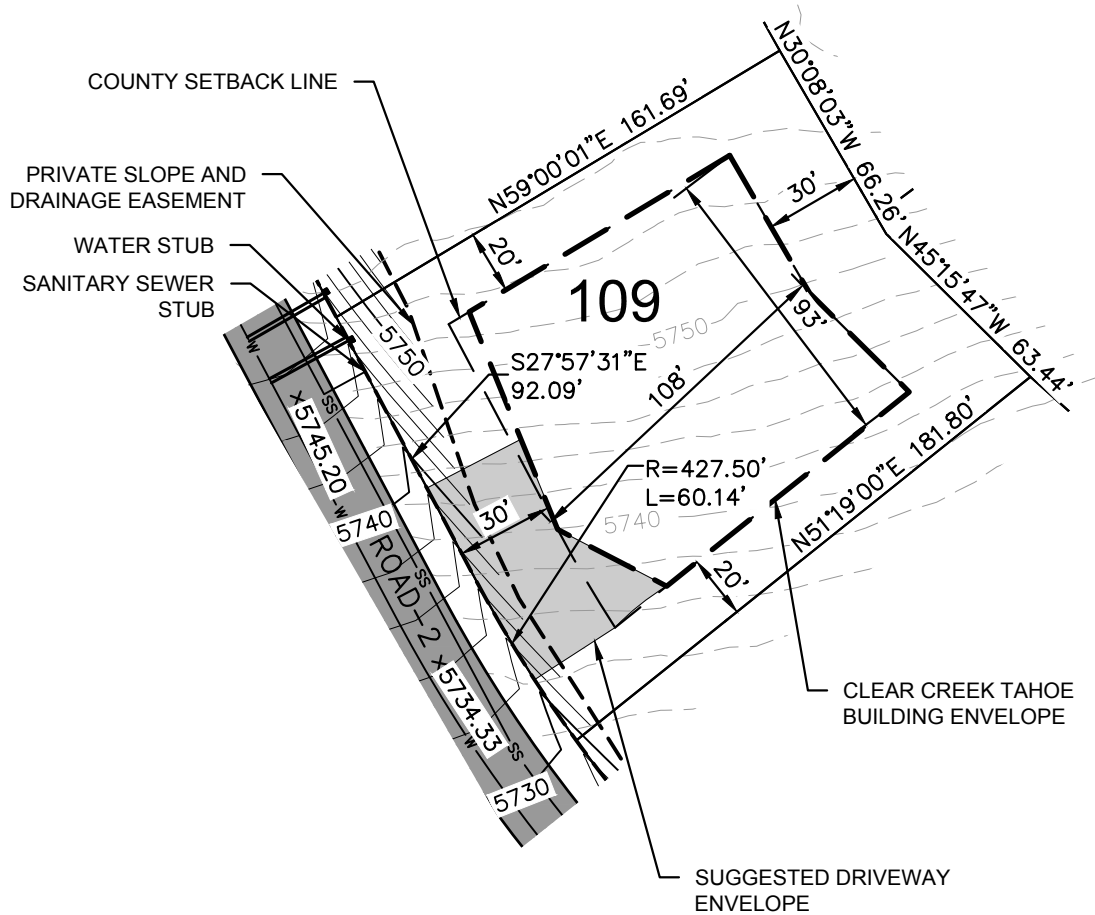 N30°08'03"W 66.26'
COUNTY SETBACK LINE
N59°00'01"E 161.69'
PRIVATE SLOPE AND
DRAINAGE EASEMENT
30'
WATER STUB
20'
N45°15'47"W 63.44'
SANITARY SEWER
STUB
109
93'
5750
5750
W
S27°57'31"E
92.09'
108'
SS
×5745.20
R=427.50'
L=60.14'
W
30'
5740
5740
N51°19'00"E 181.80'
ROAD 2
SS
20'
×5734.33
CLEAR CREEK TAHOE
BUILDING ENVELOPE
W
SS
5730
SUGGESTED DRIVEWAY
ENVELOPE